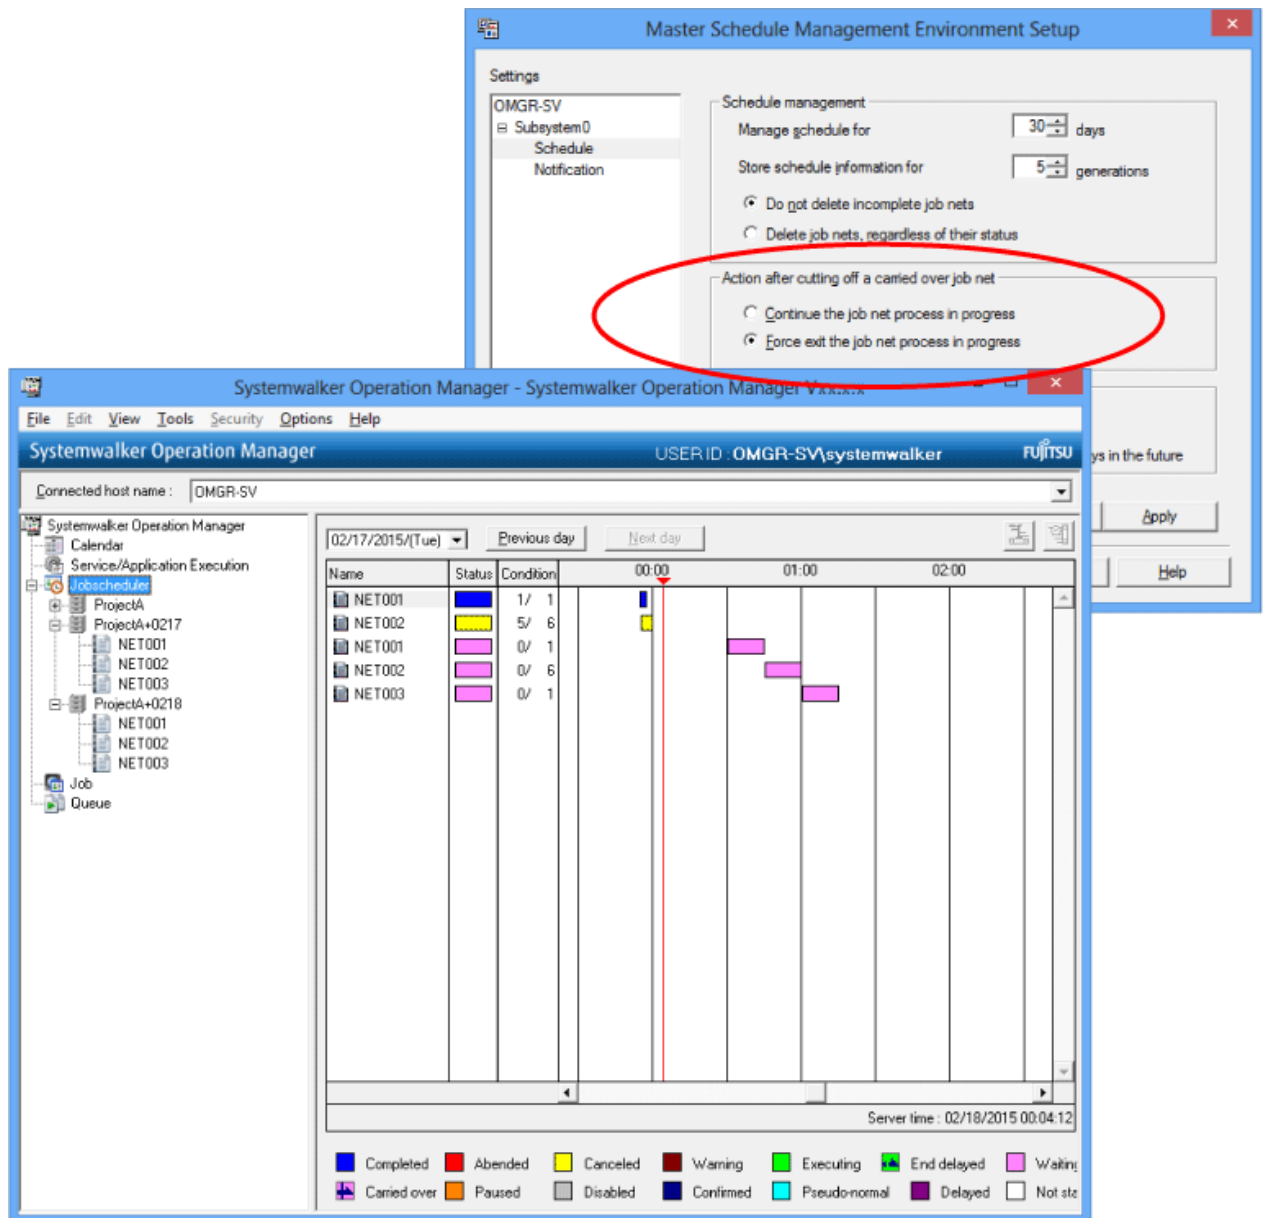 Master Schedule Management Environment Setup
Settings
OMGR-SV
Subsystem0
Schedule
Notification
Schedule management
Manage schedule for 30 days
Store schedule information for 5 generations
Do not delete incomplete job nets
Delete job nets, regardless of their status
Action after cutting off a carried over job net
Continue the job net process in progress
Force exit the job net process in progress
ys in the future
Apply
Help
Systemwalker Operation Manager - Systemwalker Operation Manager Vxx.x.x
File Edit View Tools Security Options Help
Systemwalker Operation Manager USER ID : OMGR-SV\systemwalker FUJITSU
Connected host name : OMGR-SV
Systemwalker Operation Manager
Calendar
Service/Application Execution
Jobscheduler
ProjectA
ProjectA+0217
NET001
NET002
NET003
ProjectA+0218
NET001
NET002
NET003
Job
Queue
02/17/2015/(Tue) Previous day Next day
Name Status Condition 00:00 01:00 02:00
NET001 1/ 1
NET002 5/ 6
NET001 0/ 1
NET002 0/ 6
NET003 0/ 1
Server time : 02/18/2015 00:04:12
Completed Abended Canceled Warning Executing End delayed Waiting
Carried over Paused Disabled Confirmed Pseudo-normal Delayed Not sta